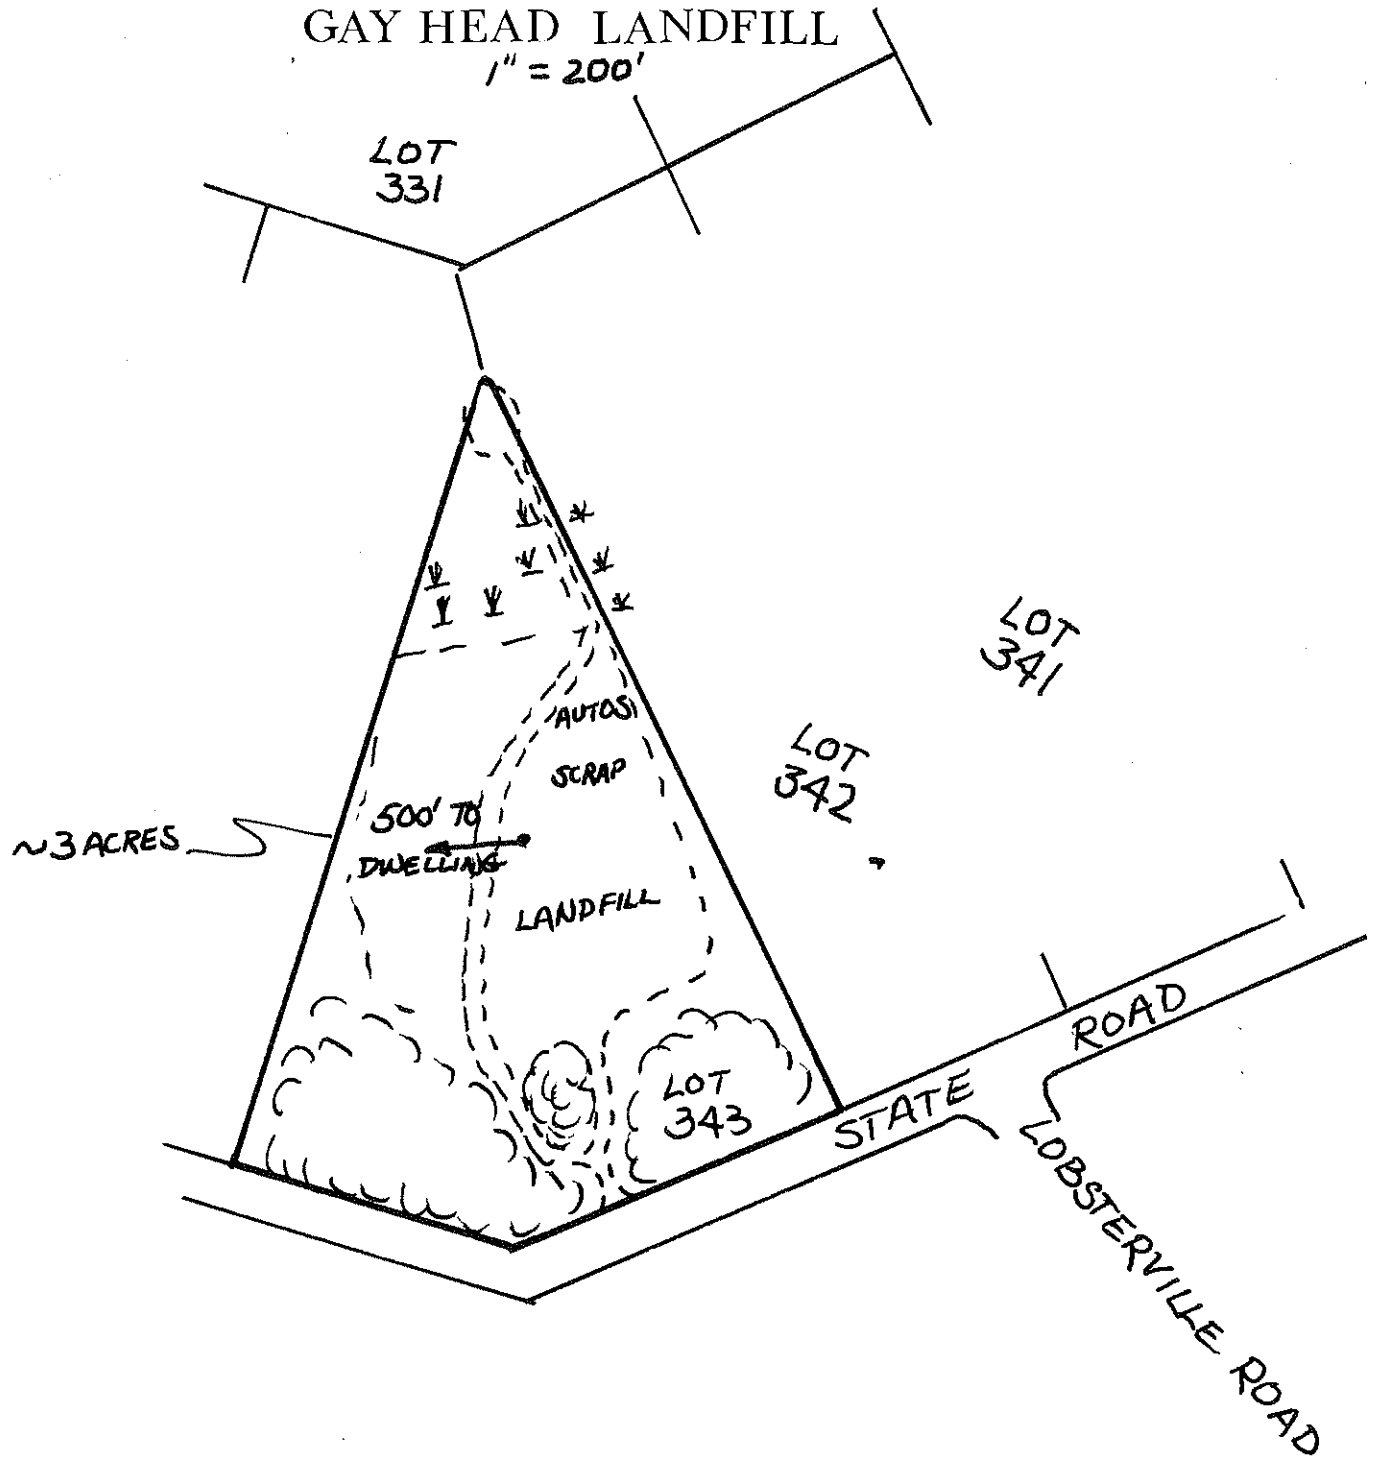 GAY HEAD LANDFILL
1" = 200'
LOT
331
LOT
341
AUTOS
SCRAP
LOT
342
500' TO
DWELLING
~3 ACRES
LANDFILL
LOT
343
STATE ROAD
LOBSTERVILLE ROAD